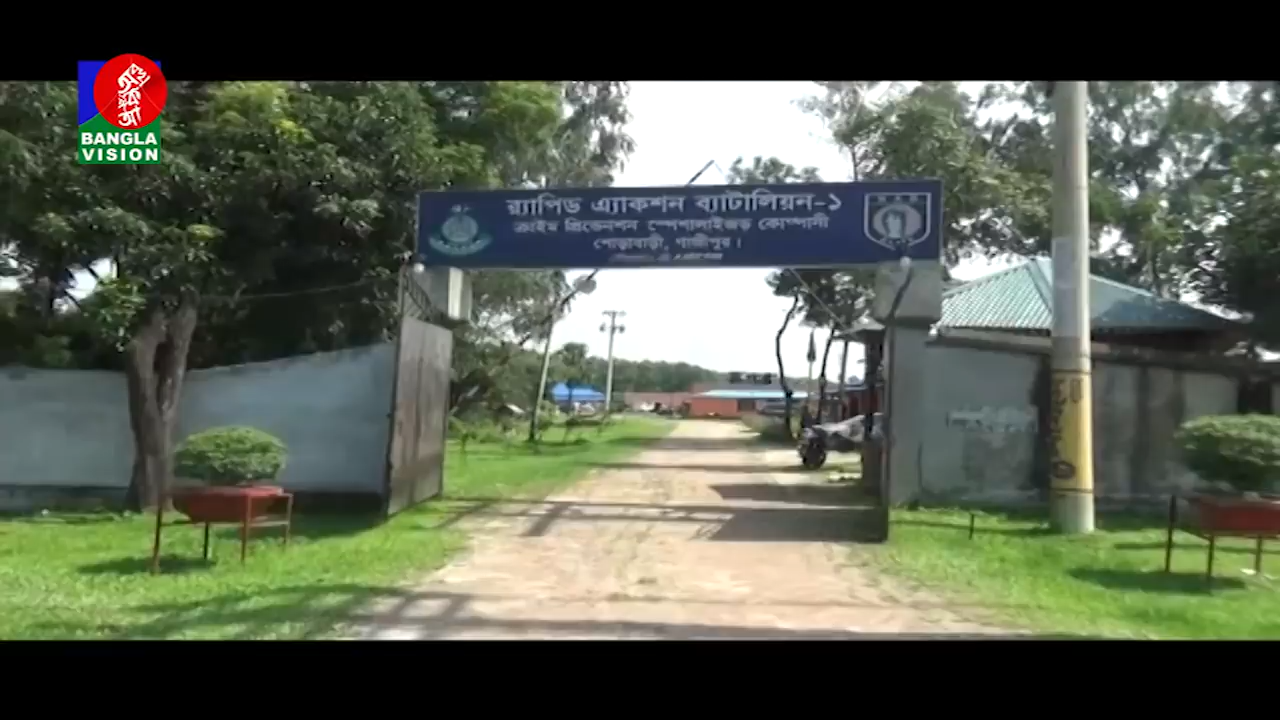 BANGLA
VISION
র‍্যাপিড এ্যাকশন ব্যাটালিয়ন-১
ক্রাইম প্রিভেনশন স্পেশালাইজড কোম্পানী
পোড়াবাড়ী, গাজীপুর।